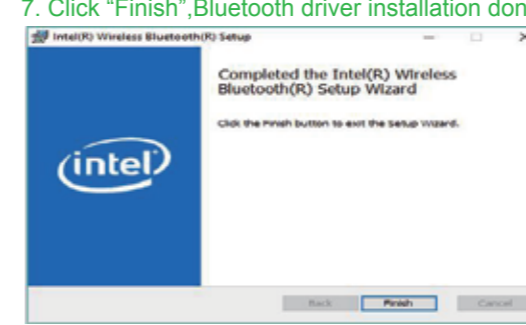 7. Click “Finish”,Bluetooth driver installation don
Intel(R) Wireless Bluetooth(R) Setup
Completed the Intel(R) Wireless
Bluetooth(R) Setup Wizard
Click the Finish button to exit the Setup Wizard.
intel
Back Finish Cancel